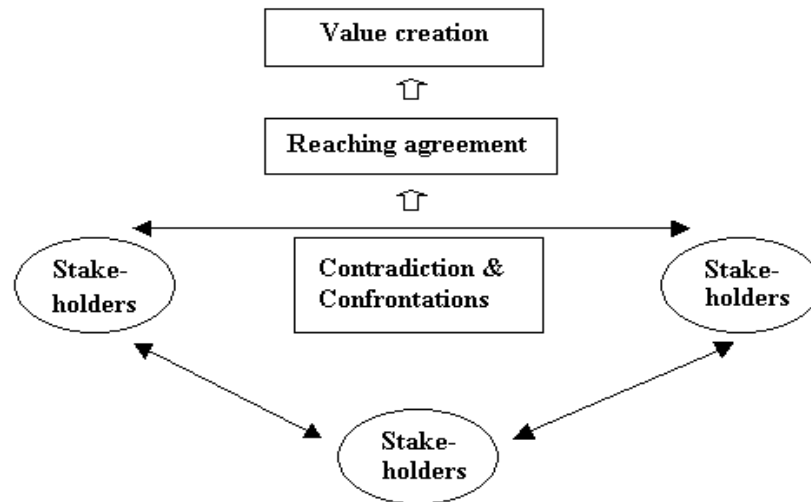 Value creation
Reaching agreement
Stake-
holders
Contradiction &
Confrontations
Stake-
holders
Stake-
holders